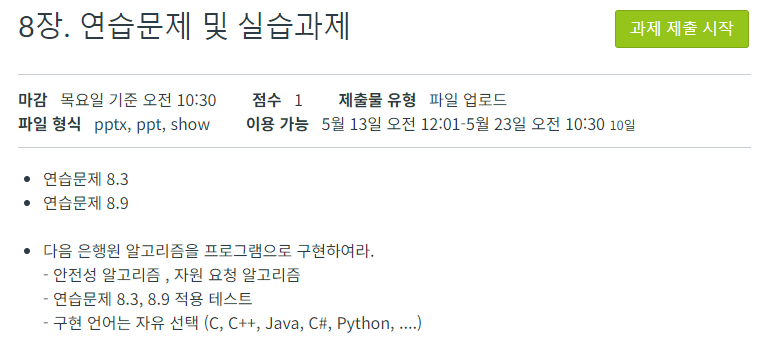 8장. 연습문제 및 실습과제
과제 제출 시작
마감 목요일 기준 오전 10:30 점수 1 제출물 유형 파일 업로드
파일 형식 pptx, ppt, show 이용 가능 5월 13일 오전 12:01-5월 23일 오전 10:30 10일
• 연습문제 8.3
• 연습문제 8.9
• 다음 은행원 알고리즘을 프로그램으로 구현하여라.
- 안전성 알고리즘 , 자원 요청 알고리즘
- 연습문제 8.3, 8.9 적용 테스트
- 구현 언어는 자유 선택 (C, C++, Java, C#, Python, ....)